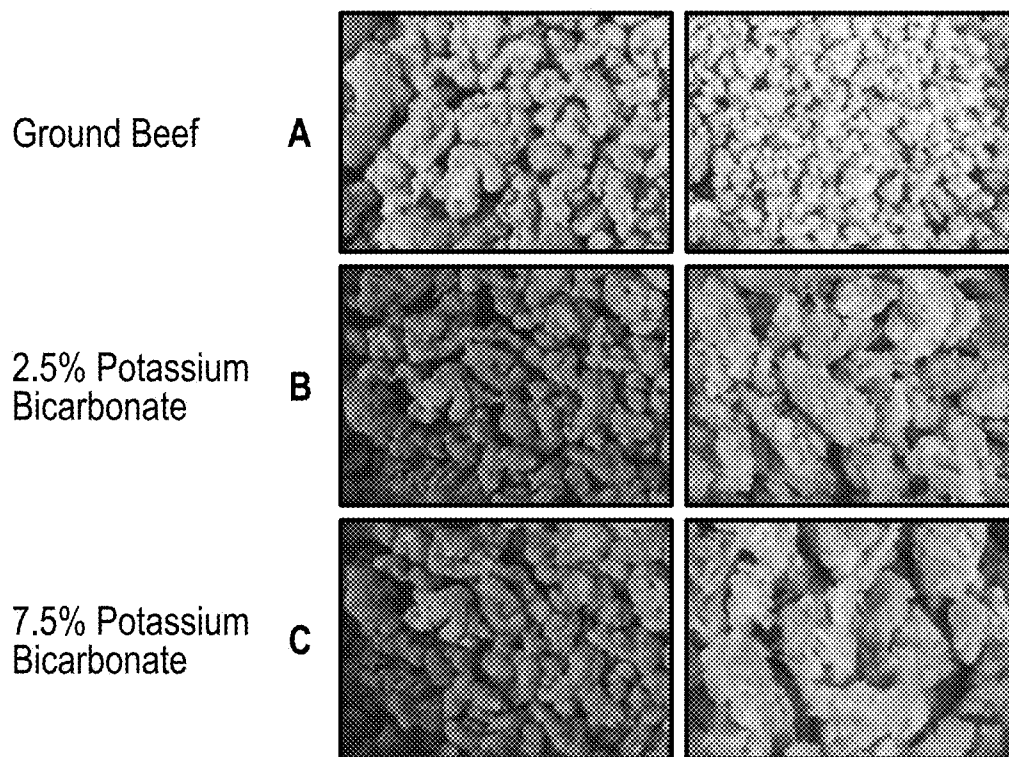 Ground Beef A
2.5% Potassium
Bicarbonate
B
7.5% Potassium
Bicarbonate
C